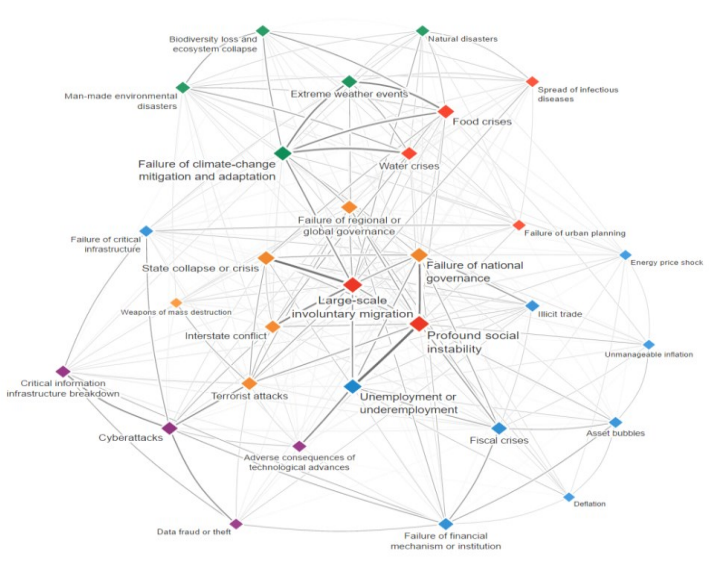 Biodiversity loss and
ecosystem collapse
Natural disasters
Man-made environmental
disasters
Extreme weather events
Spread of infectious
diseases
Food crises
Failure of climate-change
mitigation and adaptation
Water crises
Failure of regional or
global governance
Failure of critical
infrastructure
Failure of urban planning
State collapse or crisis
Failure of national
governance
Energy price shock
Large-scale
involuntary migration
Weapons of mass destruction
Illicit trade
Interstate conflict
Profound social
instability
Unmanageable inflation
Critical information
infrastructure breakdown
Terrorist attacks
Unemployment or
underemployment
Cyberattacks
Fiscal crises
Asset bubbles
Adverse consequences of
technological advances
Deflation
Data fraud or theft
Failure of financial
mechanism or institution